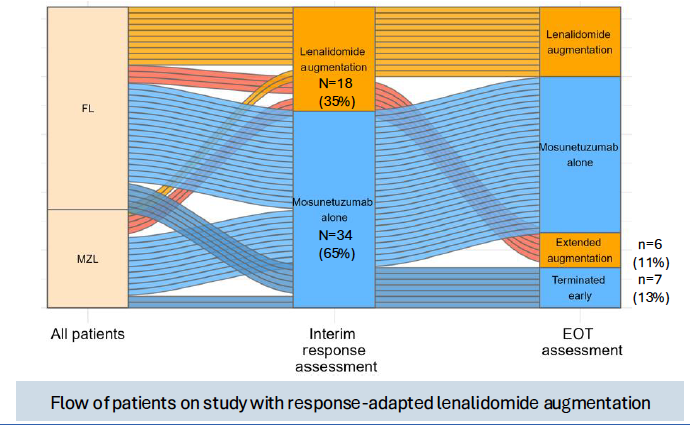 FL
MZL
Lenalidomide
augmentation
N=18
(35%)
Mosunetuzumab
alone
N=34
(65%)
Lenalidomide
augmentation
Mosunetuzumab
alone
Extended
augmentation
Terminated
early
n=6
(11%)
n=7
(13%)
All patients
Interim
response
assessment
EOT
assessment
Flow of patients on study with response-adapted lenalidomide augmentation